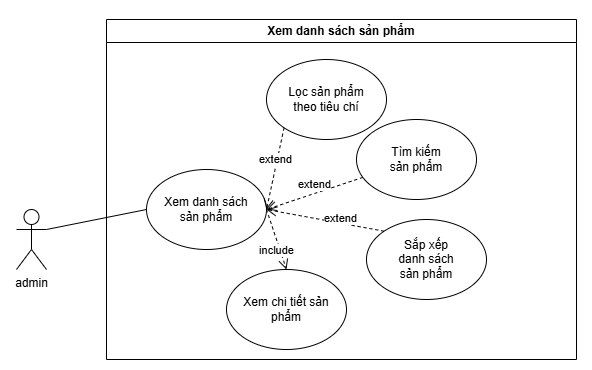 Xem danh sách sản phẩm
Lọc sản phẩm
theo tiêu chí
extend
Tìm kiếm
sản phẩm
extend
Xem danh sách
sản phẩm
extend
Sắp xếp
danh sách
sản phẩm
include
admin
Xem chi tiết sản
phẩm